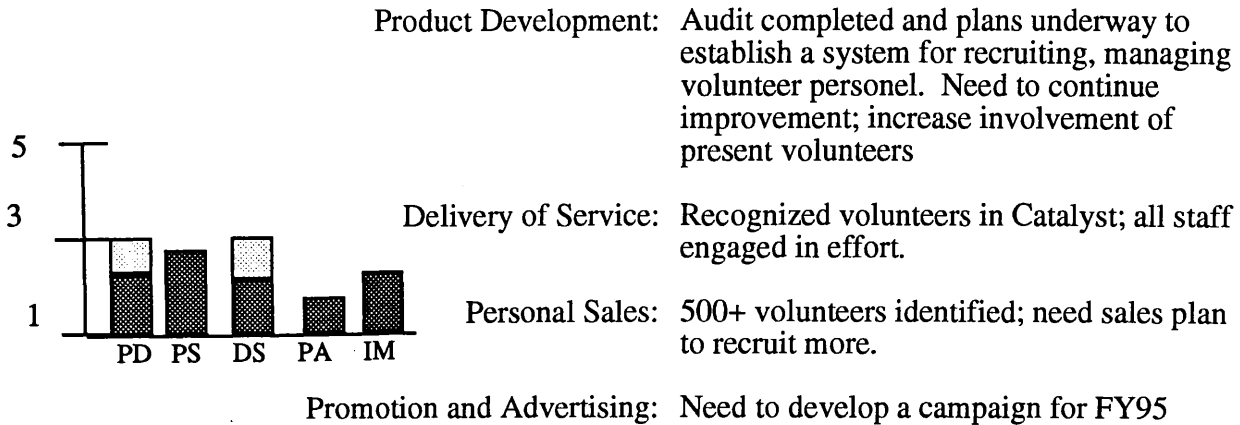 Product Development: Audit completed and plans underway to
establish a system for recruiting, managing
volunteer personel. Need to continue
improvement; increase involvement of
present volunteers
5
3
1
PD PS DS PA IM
Delivery of Service: Recognized volunteers in Catalyst; all staff
engaged in effort.
Personal Sales: 500+ volunteers identified; need sales plan
to recruit more.
Promotion and Advertising: Need to develop a campaign for FY95